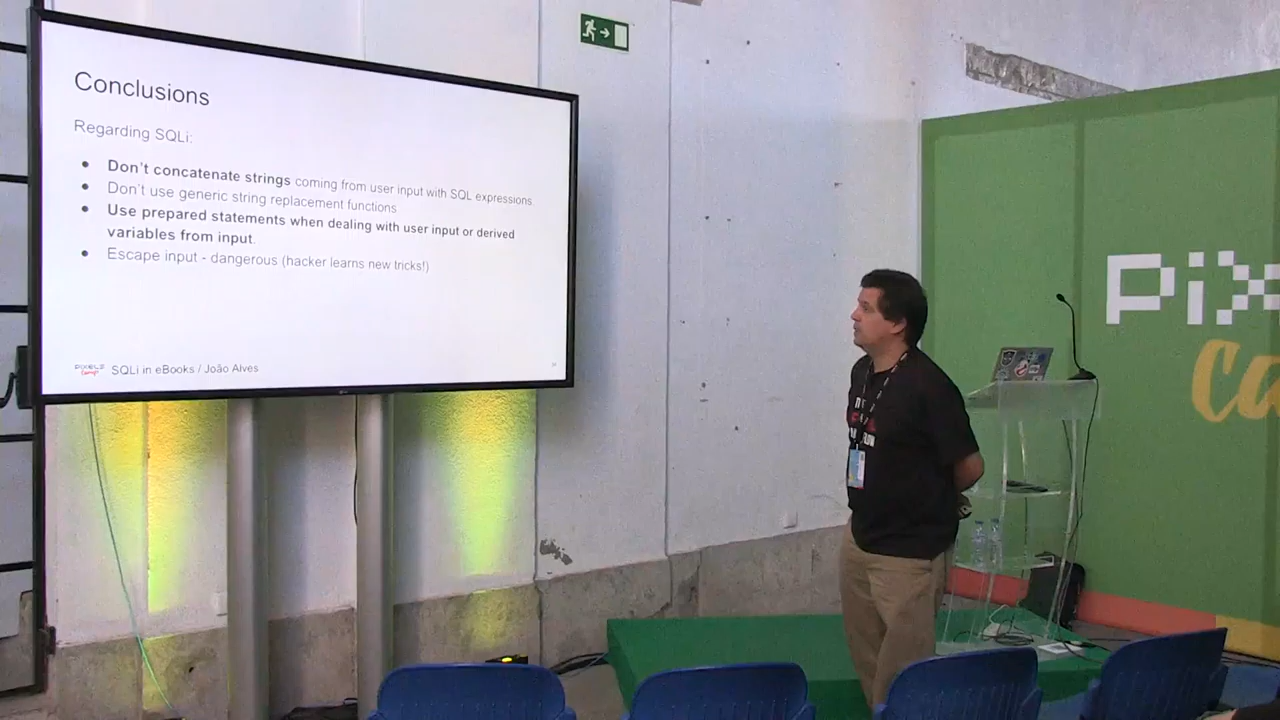 Conclusions
Regarding SQLi:
• Don't concatenate strings coming from user input with SQL expressions.
• Don't use generic string replacement functions
• Use prepared statements when dealing with user input or derived
variables from input.
• Escape input - dangerous (hacker learns new tricks!)
PIXELS
camp
SQLi in eBooks / João Alves
Pix
Ca